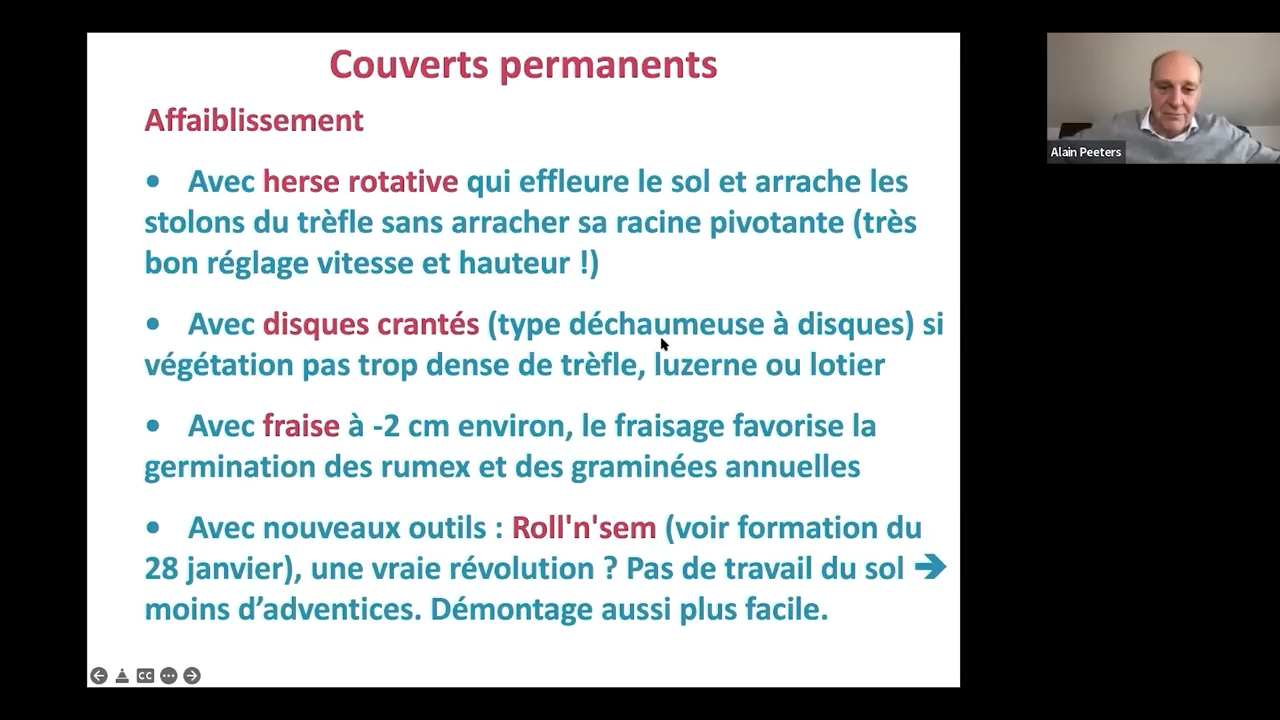 Couverts permanents
Affaiblissement
• Avec herse rotative qui effleure le sol et arrache les
stolons du trèfle sans arracher sa racine pivotante (très
bon réglage vitesse et hauteur !)
• Avec disques crantés (type déchaumeuse à disques) si
végétation pas trop dense de trèfle, luzerne ou lotier
• Avec fraise à -2 cm environ, le fraisage favorise la
germination des rumex et des graminées annuelles
• Avec nouveaux outils : Roll'n'sem (voir formation du
28 janvier), une vraie révolution ? Pas de travail du sol ➔
moins d’adventices. Démontage aussi plus facile.
Alain Peeters
CC